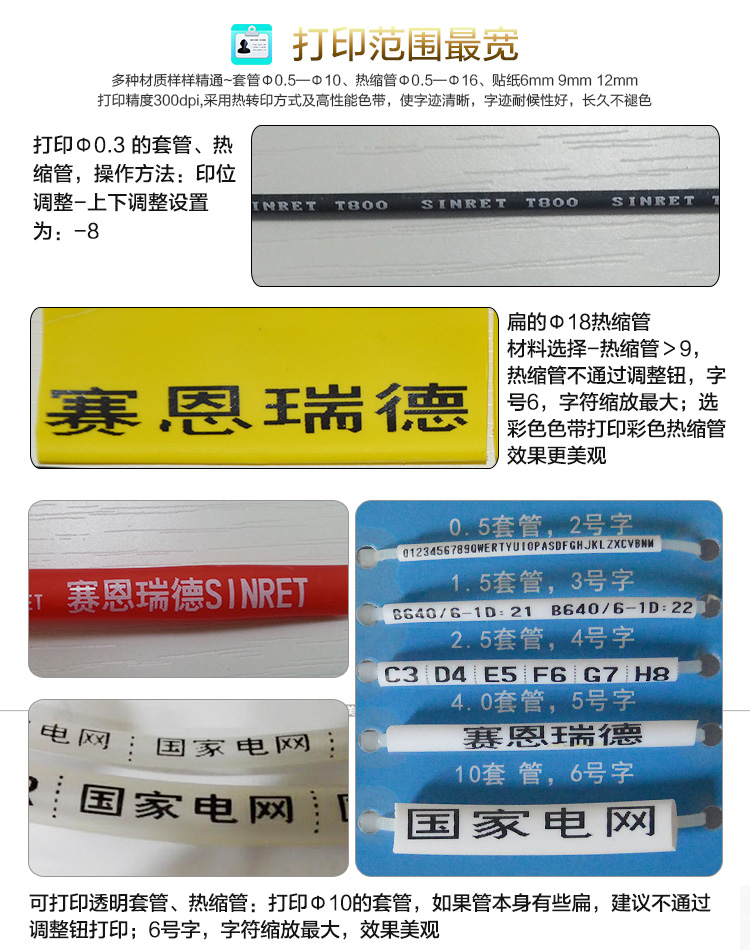 打印范围最宽
多种材质样样精通~套管Φ0.5—Φ10、热缩管Φ0.5—Φ16、贴纸6mm 9mm 12mm
打印精度300dpi,采用热转印方式及高性能色带，使字迹清晰，字迹耐候性好，长久不褪色
打印Φ0.3 的套管、热
缩管，操作方法：印位
调整-上下调整设置
为：-8
INRET T800 SINRET T800 SINRET T
赛恩瑞德
扁的Φ18热缩管
材料选择-热缩管＞9，
热缩管不通过调整钮，字
号6，字符缩放最大；选
彩色色带打印彩色热缩管
效果更美观
ET 赛恩瑞德SINRET
0.5套管，2号字
0123456789QWERTYUIOPASDFGHJKLZXCVBNM
1.5套管，3号字
B640/6-1D:21 B640/6-1D:22
2.5套管，4号字
C3 D4 E5 F6 G7 H8
4.0套管，5号字
赛恩瑞德
10套 管，6号字
国家电网
电网 国家电网
国家电网
可打印透明套管、热缩管；打印Φ10的套管，如果管本身有些扁，建议不通过
调整钮打印；6号字，字符缩放最大，效果美观